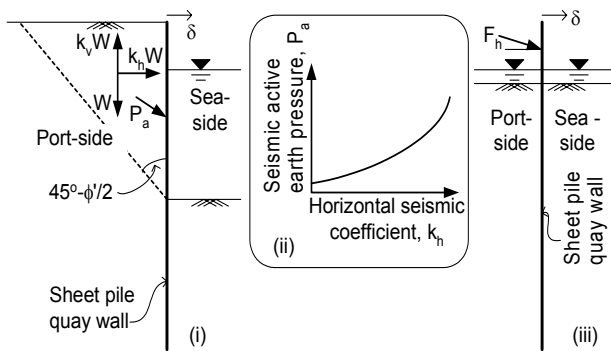 δ
k_vW
k_hW
W
P_a
Sea-
side
Port-side
45º-ϕ'/2
Sheet pile
quay wall
(i)
Seismic active
earth pressure, P_a
Horizontal seismic
coefficient, k_h
(ii)
δ
F_h
Port-
side
Sea -
side
Sheet pile
quay wall
(iii)